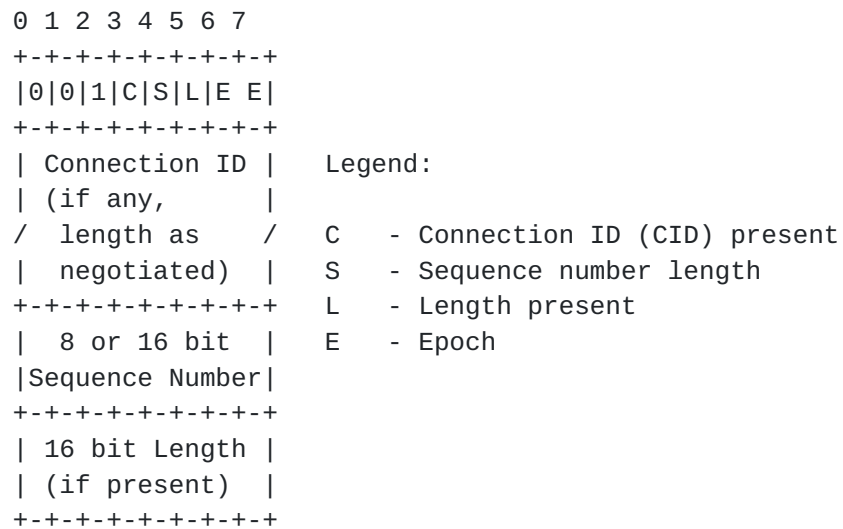 0 1 2 3 4 5 6 7
+-+-+-+-+-+-+-+-+
|0|0|1|C|S|L|E E|
+-+-+-+-+-+-+-+-+
| Connection ID |   Legend:
| (if any,      |
/  length as    /   C   - Connection ID (CID) present
|  negotiated)  |   S   - Sequence number length
+-+-+-+-+-+-+-+-+   L   - Length present
|  8 or 16 bit  |   E   - Epoch
|Sequence Number|
+-+-+-+-+-+-+-+-+
| 16 bit Length |
| (if present)  |
+-+-+-+-+-+-+-+-+